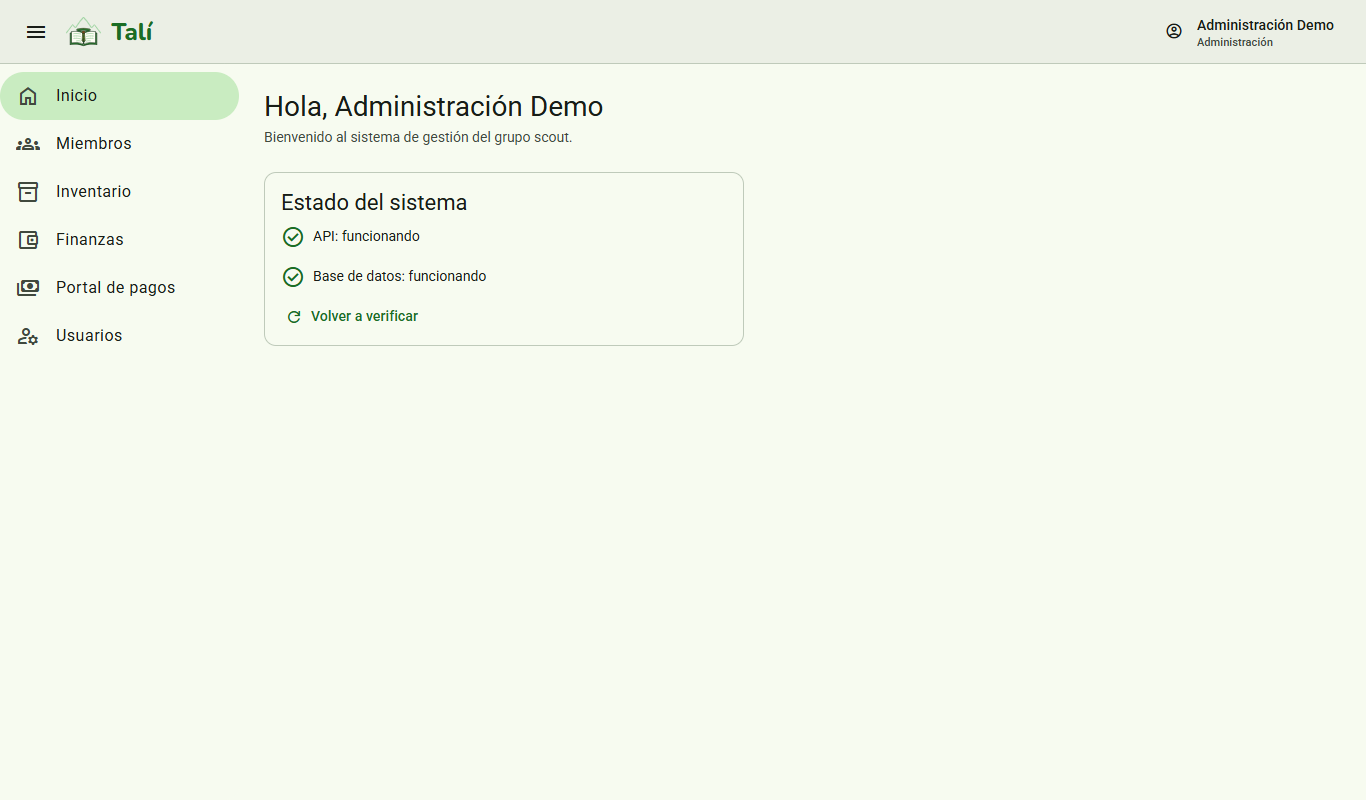 Talí
Administración Demo
Administración
Inicio
Miembros
Inventario
Finanzas
Portal de pagos
Usuarios
Hola, Administración Demo
Bienvenido al sistema de gestión del grupo scout.
Estado del sistema
API: funcionando
Base de datos: funcionando
Volver a verificar